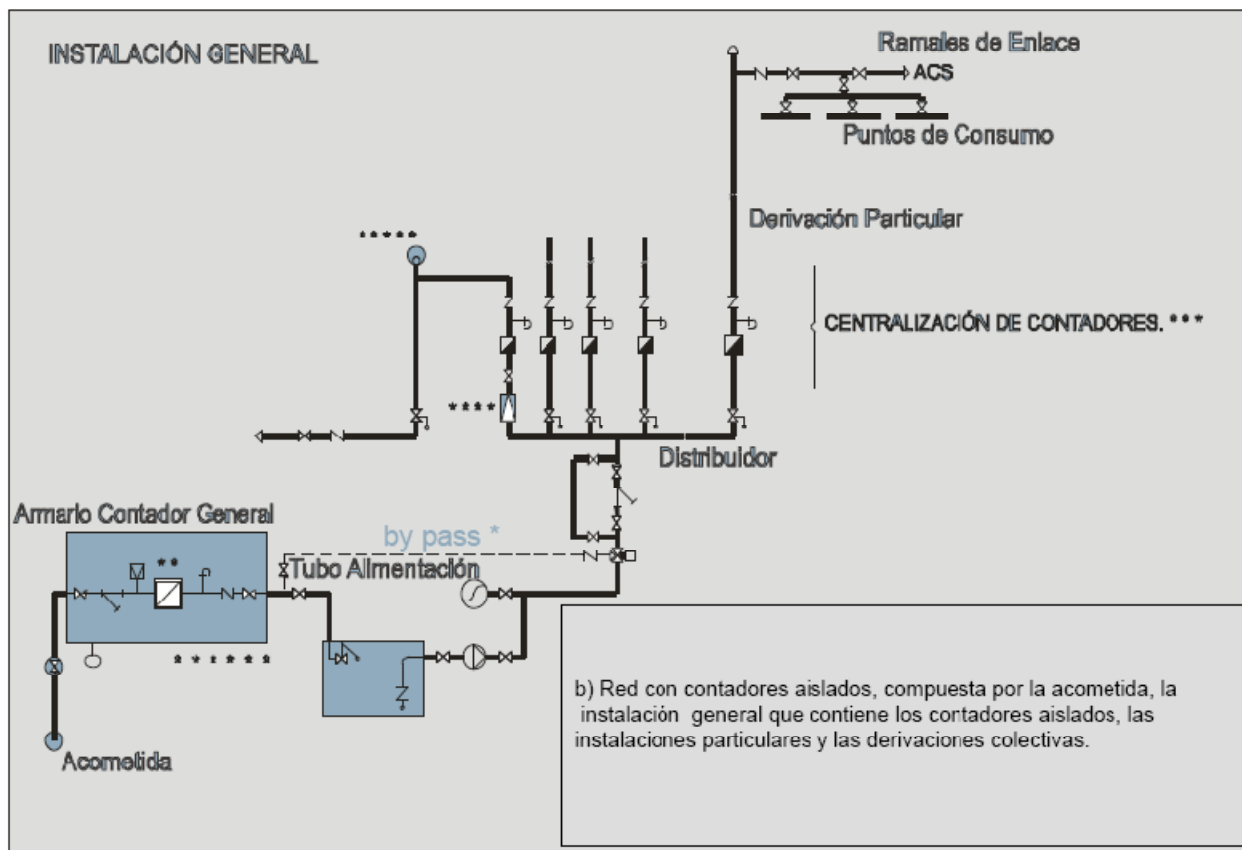 INSTALACIÓN GENERAL
Ramales de Enlace
ACS
Puntos de Consumo
Derivación Particular
* * * * *
CENTRALIZACIÓN DE CONTADORES. * * *
* * * *
Distribuidor
Armario Contador General
by pass *
* *
Tubo Alimentación
* * * * * *
Acometida
b) Red con contadores aislados, compuesta por la acometida, la
instalación general que contiene los contadores aislados, las
instalaciones particulares y las derivaciones colectivas.